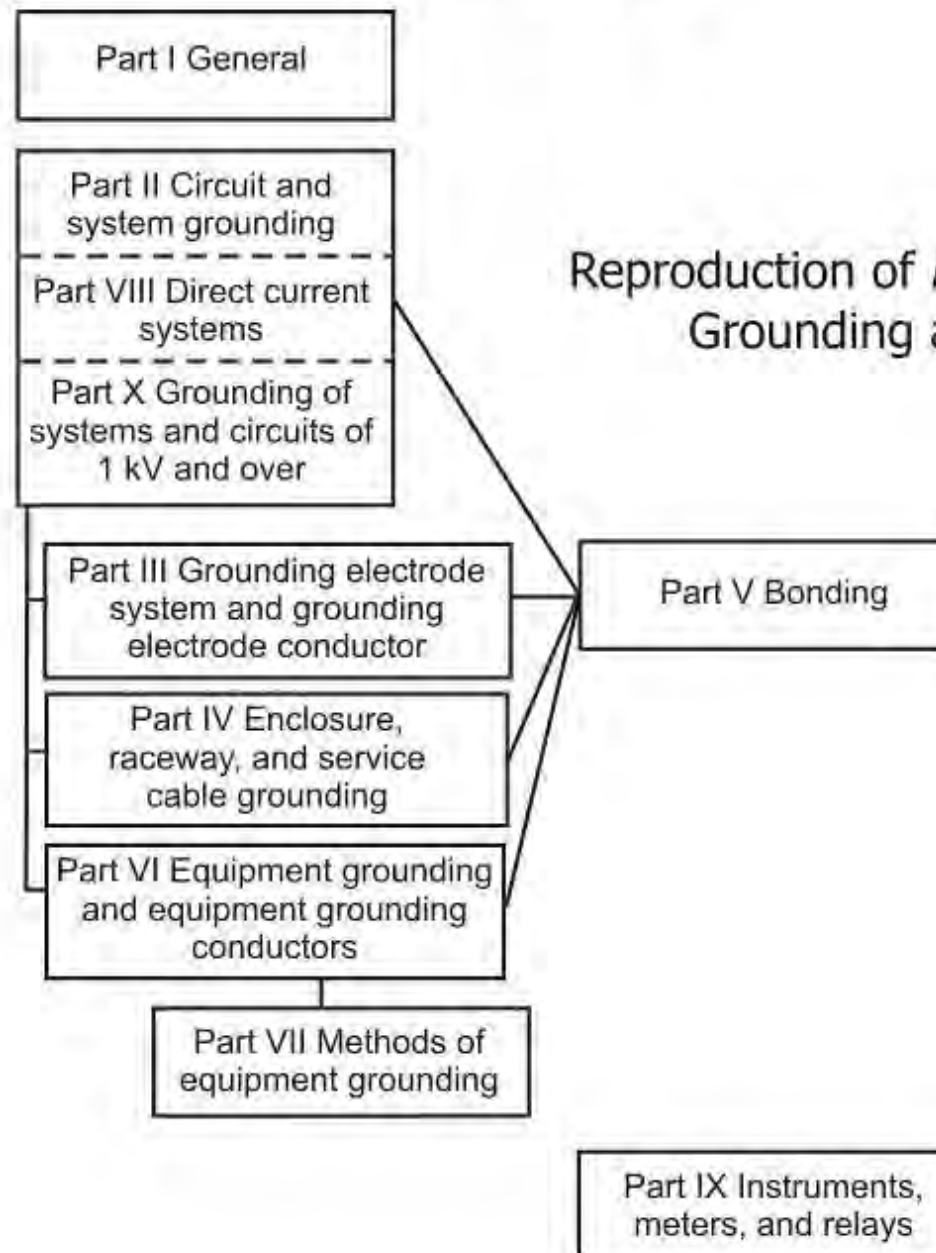 Part I General
Part II Circuit and
system grounding
Part VIII Direct current
systems
Part X Grounding of
systems and circuits of
1 kV and over
Reproduction of
Grounding
Part III Grounding electrode
system and grounding
electrode conductor
Part V Bonding
Part IV Enclosure,
raceway, and service
cable grounding
Part VI Equipment grounding
and equipment grounding
conductors
Part VII Methods of
equipment grounding
Part IX Instruments,
meters, and relays